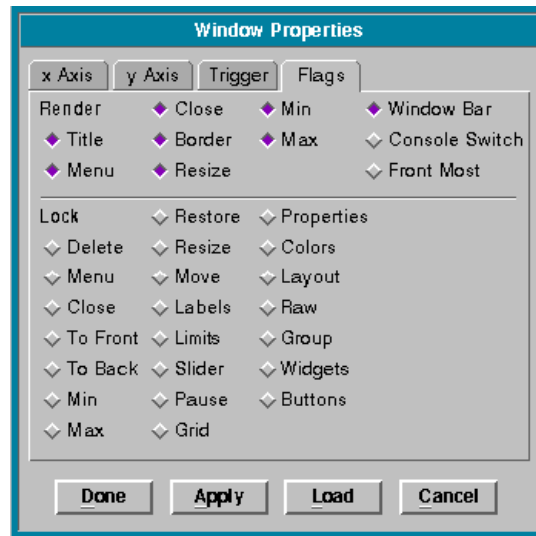 Window Properties
x Axis y Axis Trigger Flags
Render Close Min Window Bar
Title Border Max Console Switch
Menu Resize Front Most
Lock Restore Properties
Delete Resize Colors
Menu Move Layout
Close Labels Raw
To Front Limits Group
To Back Slider Widgets
Min Pause Buttons
Max Grid
Done Apply Load Cancel